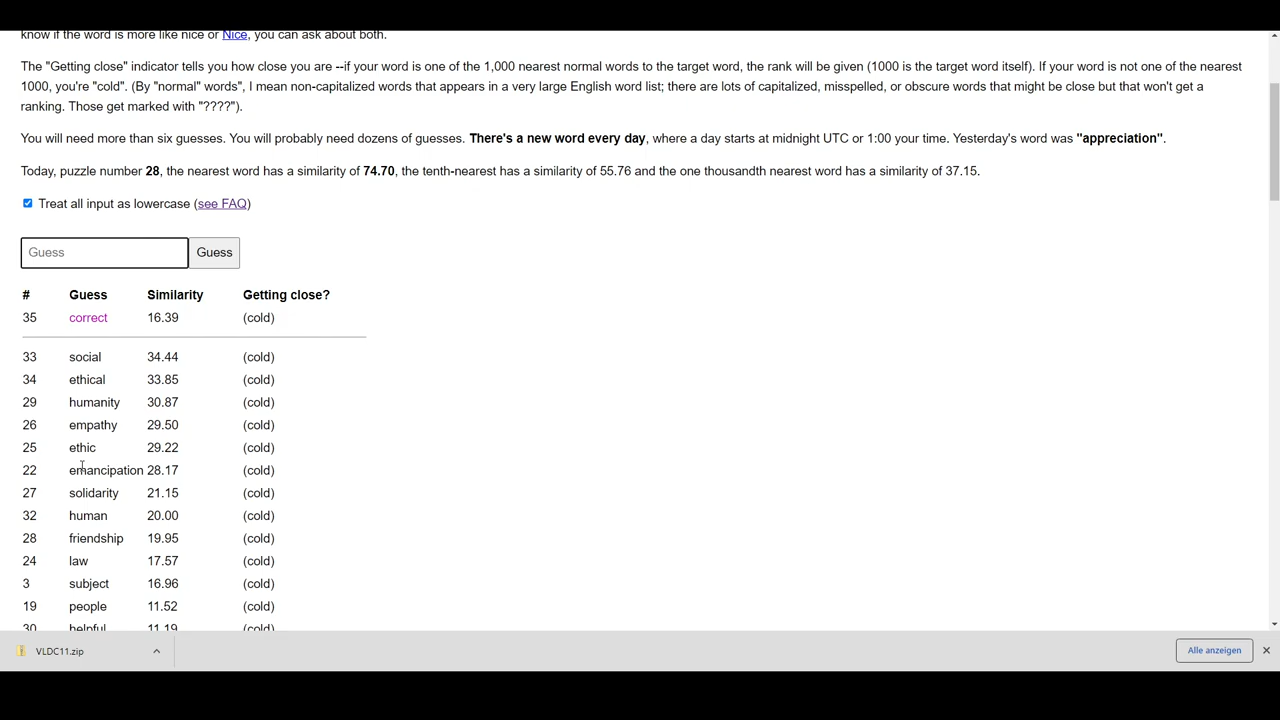 know if the word is more like nice or Nice, you can ask about both.
The "Getting close" indicator tells you how close you are --if your word is one of the 1,000 nearest normal words to the target word, the rank will be given (1000 is the target word itself). If your word is not one of the nearest
1000, you're "cold". (By "normal" words", I mean non-capitalized words that appears in a very large English word list; there are lots of capitalized, misspelled, or obscure words that might be close but that won't get a
ranking. Those get marked with "????").
You will need more than six guesses. You will probably need dozens of guesses. There's a new word every day, where a day starts at midnight UTC or 1:00 your time. Yesterday's word was "appreciation".
Today, puzzle number 28, the nearest word has a similarity of 74.70, the tenth-nearest has a similarity of 55.76 and the one thousandth nearest word has a similarity of 37.15.
Treat all input as lowercase (see FAQ)
Guess Guess
# Guess Similarity Getting close?
35 correct 16.39 (cold)
33 social 34.44 (cold)
34 ethical 33.85 (cold)
29 humanity 30.87 (cold)
26 empathy 29.50 (cold)
25 ethic 29.22 (cold)
22 emancipation 28.17 (cold)
27 solidarity 21.15 (cold)
32 human 20.00 (cold)
28 friendship 19.95 (cold)
24 law 17.57 (cold)
3 subject 16.96 (cold)
19 people 11.52 (cold)
30 helpful 11.19 (cold)
VLDC11.zip Alle anzeigen